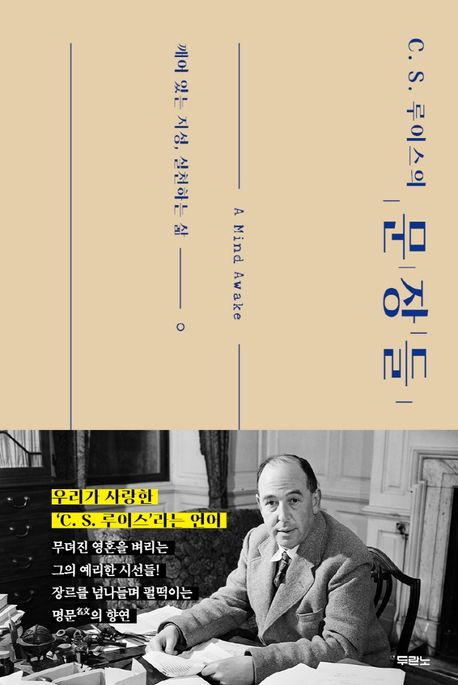 C. S. 루이스의
문장들
A Mind Awake
깨어 있는 지성, 실천하는 삶
우리가 사랑한
‘C. S. 루이스’라는 언어
무뎌진 영혼을 벼리는
그의 예리한 시선들!
장르를 넘나들며 펄떡이는
명문名文의 향연
두란노